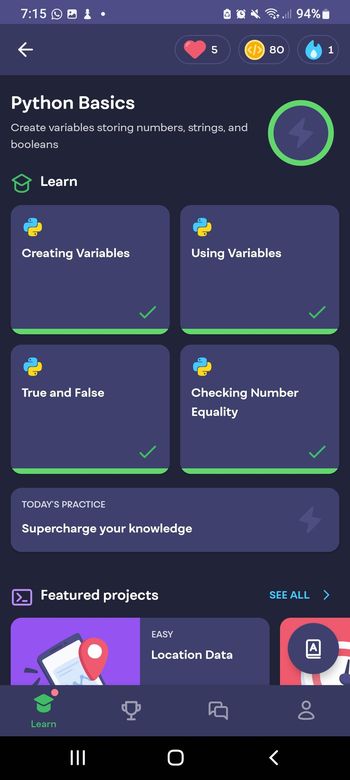 7:15
94%
5
80
1
Python Basics
Create variables storing numbers, strings, and
booleans
Learn
Creating Variables
Using Variables
True and False
Checking Number
Equality
TODAY'S PRACTICE
Supercharge your knowledge
Featured projects
SEE ALL
EASY
Location Data
A
Learn